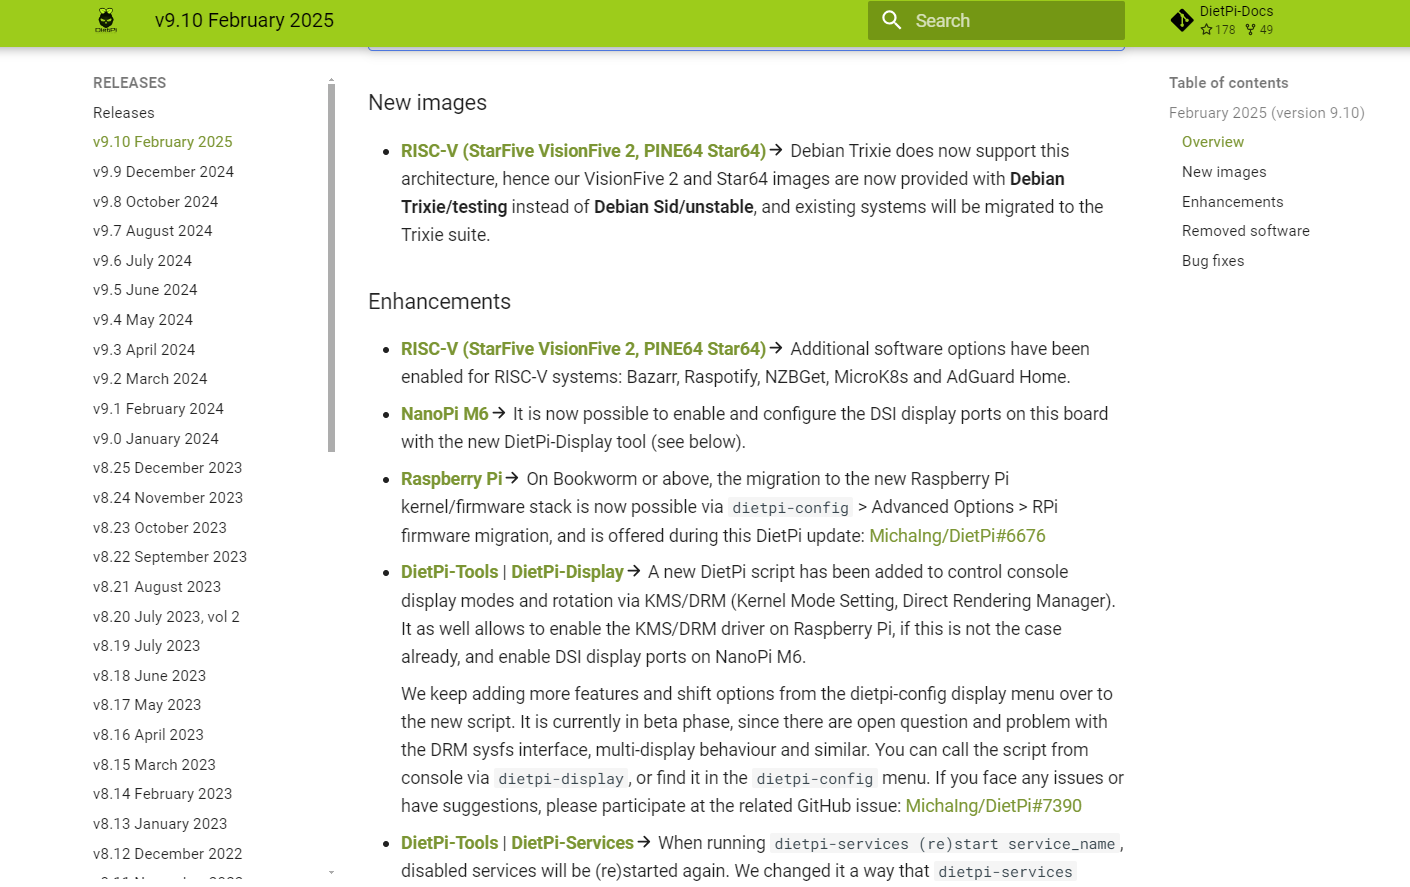 v9.10 February 2025
Search
DietPi-Docs
178 49
DietPi
RELEASES
Releases
v9.10 February 2025
v9.9 December 2024
v9.8 October 2024
v9.7 August 2024
v9.6 July 2024
v9.5 June 2024
v9.4 May 2024
v9.3 April 2024
v9.2 March 2024
v9.1 February 2024
v9.0 January 2024
v8.25 December 2023
v8.24 November 2023
v8.23 October 2023
v8.22 September 2023
v8.21 August 2023
v8.20 July 2023, vol 2
v8.19 July 2023
v8.18 June 2023
v8.17 May 2023
v8.16 April 2023
v8.15 March 2023
v8.14 February 2023
v8.13 January 2023
v8.12 December 2022
New images
• RISC-V (StarFive VisionFive 2, PINE64 Star64) → Debian Trixie does now support this
architecture, hence our VisionFive 2 and Star64 images are now provided with Debian
Trixie/testing instead of Debian Sid/unstable, and existing systems will be migrated to the
Trixie suite.
Enhancements
• RISC-V (StarFive VisionFive 2, PINE64 Star64) → Additional software options have been
enabled for RISC-V systems: Bazarr, Raspotify, NZBGet, MicroK8s and AdGuard Home.
• NanoPi M6 → It is now possible to enable and configure the DSI display ports on this board
with the new DietPi-Display tool (see below).
• Raspberry Pi → On Bookworm or above, the migration to the new Raspberry Pi
kernel/firmware stack is now possible via dietpi-config > Advanced Options > RPi
firmware migration, and is offered during this DietPi update: MichaIng/DietPi#6676
• DietPi-Tools | DietPi-Display → A new DietPi script has been added to control console
display modes and rotation via KMS/DRM (Kernel Mode Setting, Direct Rendering Manager).
It as well allows to enable the KMS/DRM driver on Raspberry Pi, if this is not the case
already, and enable DSI display ports on NanoPi M6.
We keep adding more features and shift options from the dietpi-config display menu over to
the new script. It is currently in beta phase, since there are open question and problem with
the DRM sysfs interface, multi-display behaviour and similar. You can call the script from
console via dietpi-display, or find it in the dietpi-config menu. If you face any issues or
have suggestions, please participate at the related GitHub issue: MichaIng/DietPi#7390
• DietPi-Tools | DietPi-Services → When running dietpi-services (re)start service_name,
disabled services will be (re)started again. We changed it a way that dietpi-services
Table of contents
February 2025 (version 9.10)
Overview
New images
Enhancements
Removed software
Bug fixes